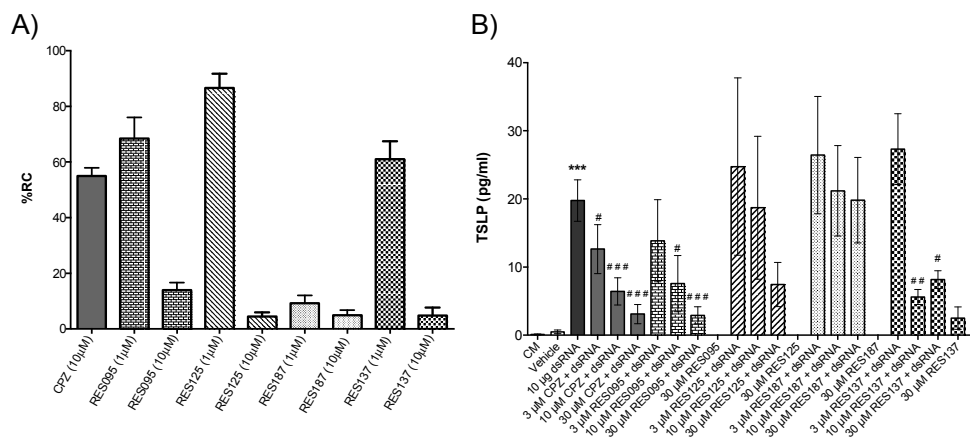 A)
B)
100
80
60
40
20
0
%RC
CPZ (10µM)
RES095 (1µM)
RES095 (10µM)
RES125 (1µM)
RES125 (10µM)
RES187 (1µM)
RES187 (10µM)
RES137 (1µM)
RES137 (10µM)
40
30
20
10
0
TSLP (pg/ml)
***
#
###
###
#
###
##
#
CM
Vehicle
10 µg dsRNA
3 µM CPZ + dsRNA
10 µM CPZ + dsRNA
30 µM CPZ + dsRNA
3 µM RES095 + dsRNA
10 µM RES095 + dsRNA
30 µM RES095 + dsRNA
30 µM RES095
3 µM RES125 + dsRNA
10 µM RES125 + dsRNA
30 µM RES125 + dsRNA
30 µM RES125
3 µM RES187 + dsRNA
10 µM RES187 + dsRNA
30 µM RES187 + dsRNA
30 µM RES187
3 µM RES137 + dsRNA
10 µM RES137 + dsRNA
30 µM RES137 + dsRNA
30 µM RES137